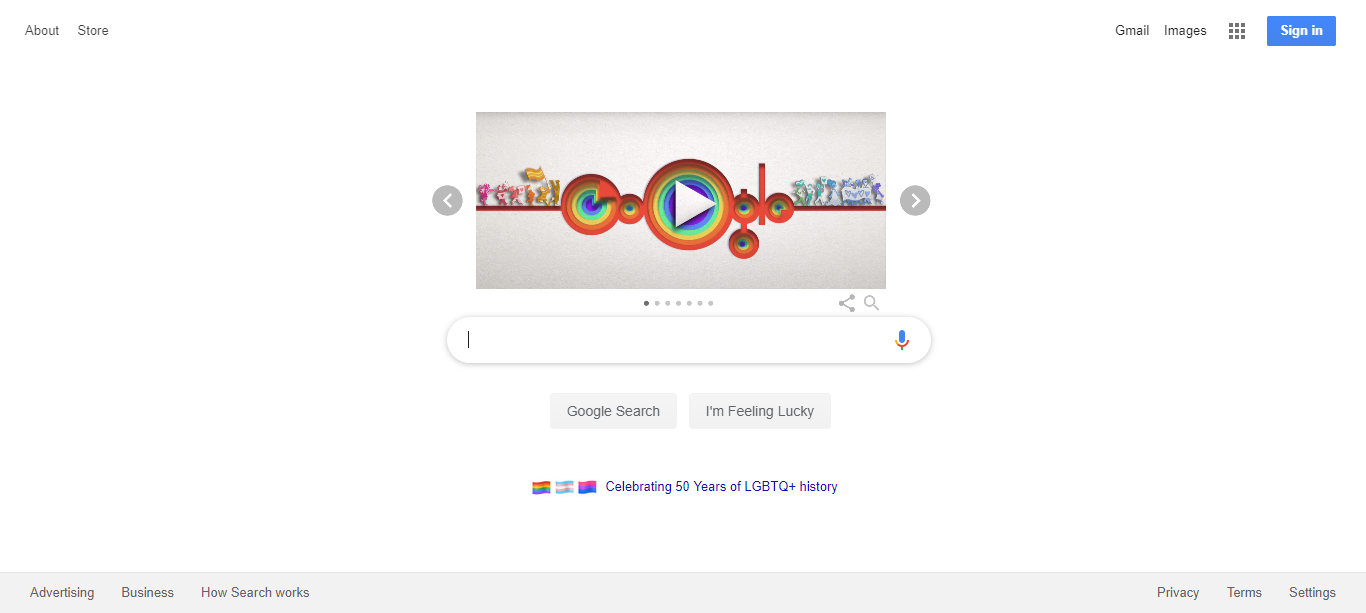 About Store
Gmail Images Sign in
Google
Google Search I'm Feeling Lucky
Celebrating 50 Years of LGBTQ+ history
Advertising Business How Search works
Privacy Terms Settings